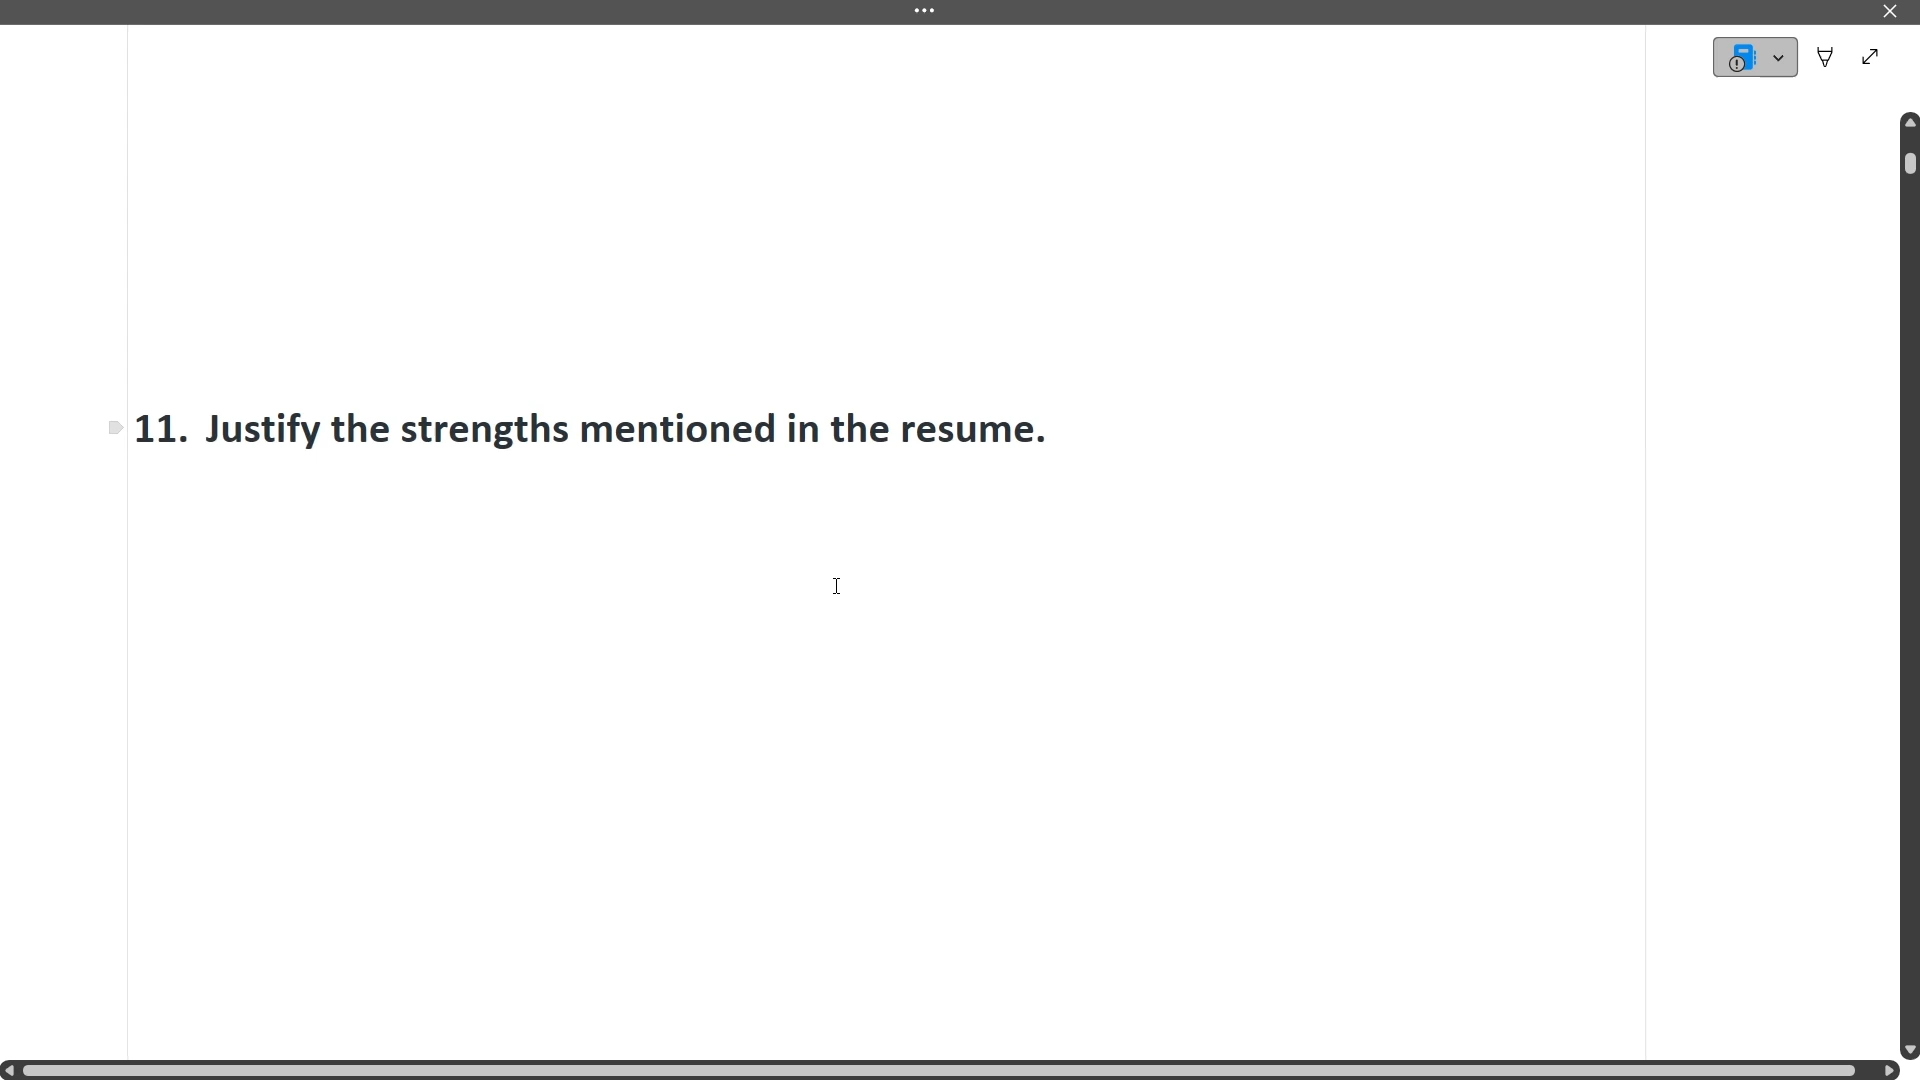 11. Justify the strengths mentioned in the resume.